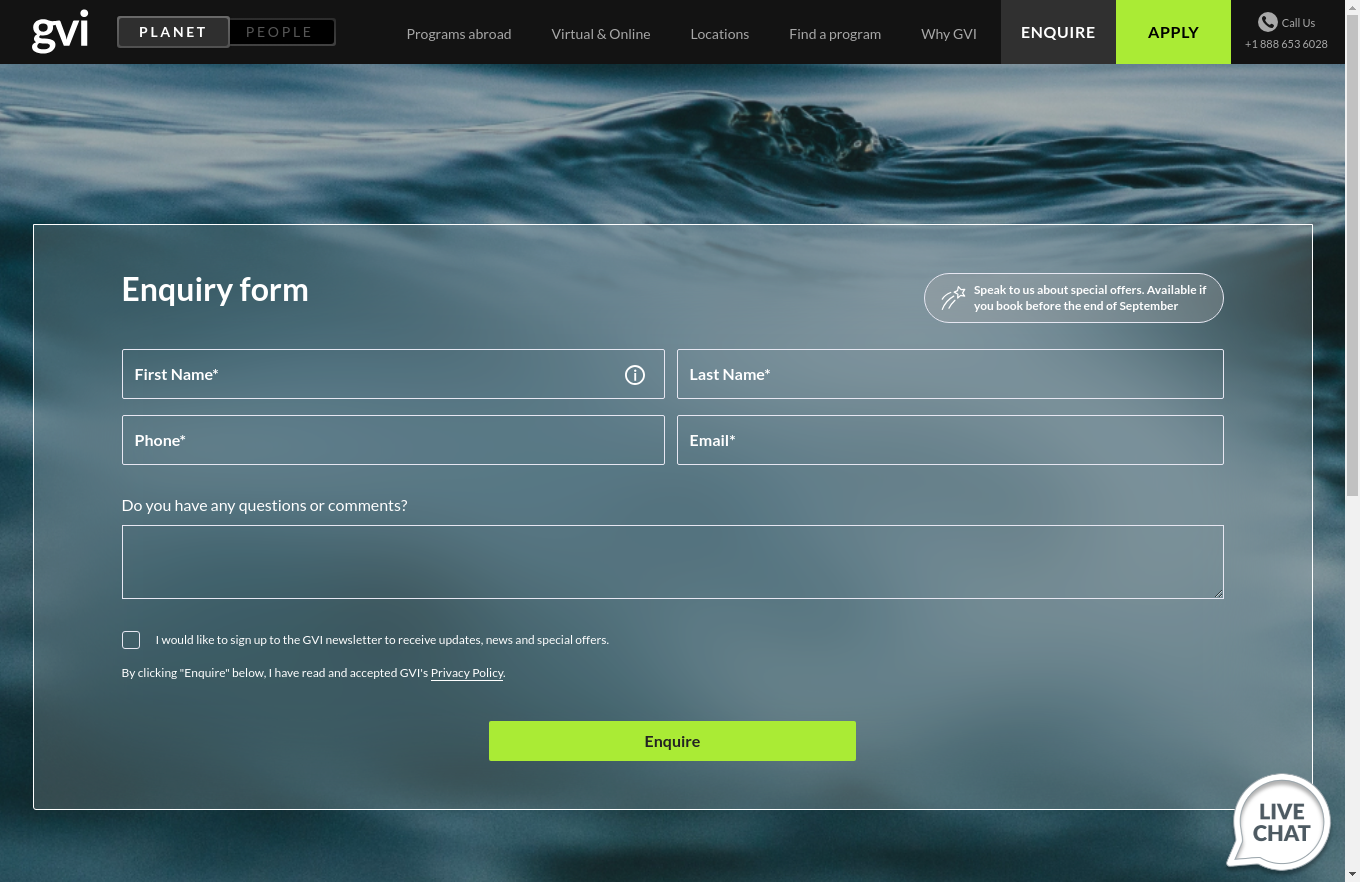 gvi
PLANET
PEOPLE
Programs abroad
Virtual & Online
Locations
Find a program
Why GVI
ENQUIRE
APPLY
Call Us
+1 888 653 6028
Enquiry form
Speak to us about special offers. Available if
you book before the end of September
First Name*
Last Name*
Phone*
Email*
Do you have any questions or comments?
I would like to sign up to the GVI newsletter to receive updates, news and special offers.
By clicking "Enquire" below, I have read and accepted GVI's Privacy Policy.
Enquire
LIVE
CHAT